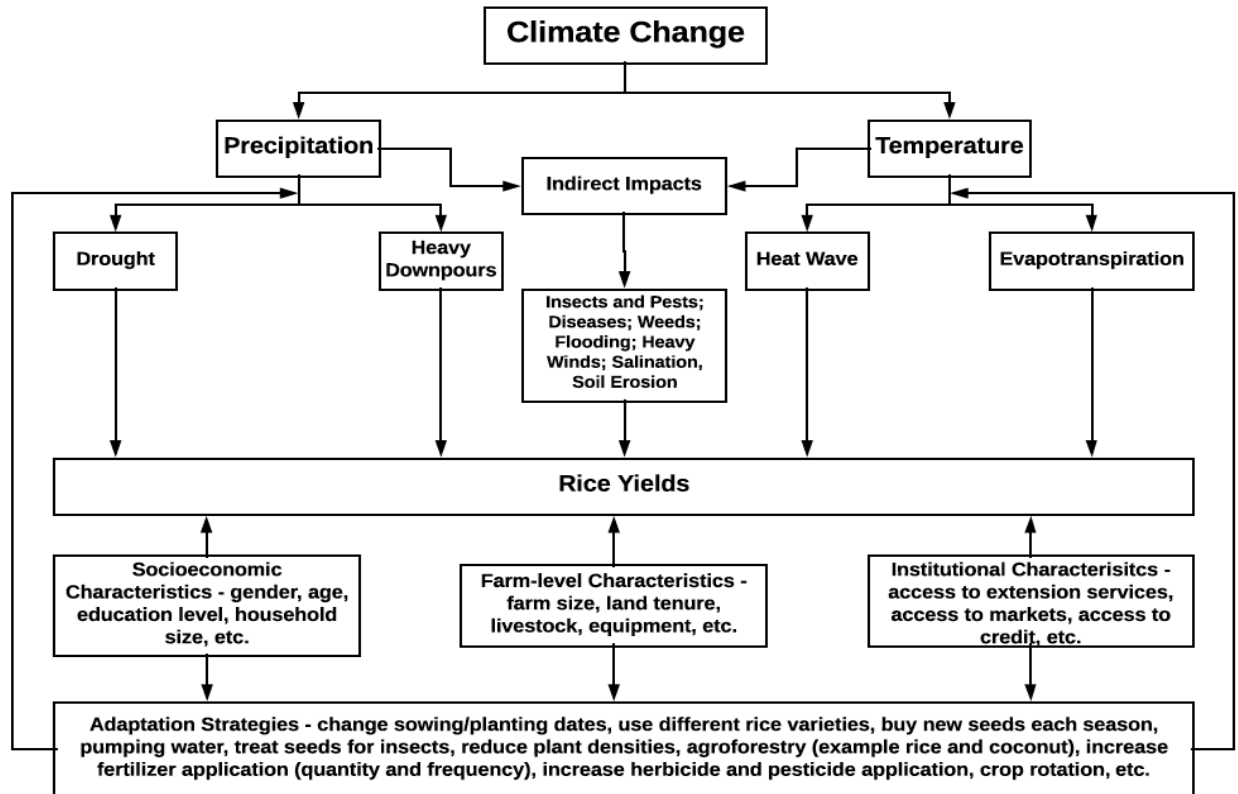 Climate Change
Precipitation
Temperature
Indirect Impacts
Drought
Heavy
Downpours
Heat Wave
Evapotranspiration
Insects and Pests;
Diseases; Weeds;
Flooding; Heavy
Winds; Salination,
Soil Erosion
Rice Yields
Socioeconomic
Characteristics - gender, age,
education level, household
size, etc.
Farm-level Characteristics -
farm size, land tenure,
livestock, equipment, etc.
Institutional Characterisitcs -
access to extension services,
access to markets, access to
credit, etc.
Adaptation Strategies - change sowing/planting dates, use different rice varieties, buy new seeds each season,
pumping water, treat seeds for insects, reduce plant densities, agroforestry (example rice and coconut), increase
fertilizer application (quantity and frequency), increase herbicide and pesticide application, crop rotation, etc.